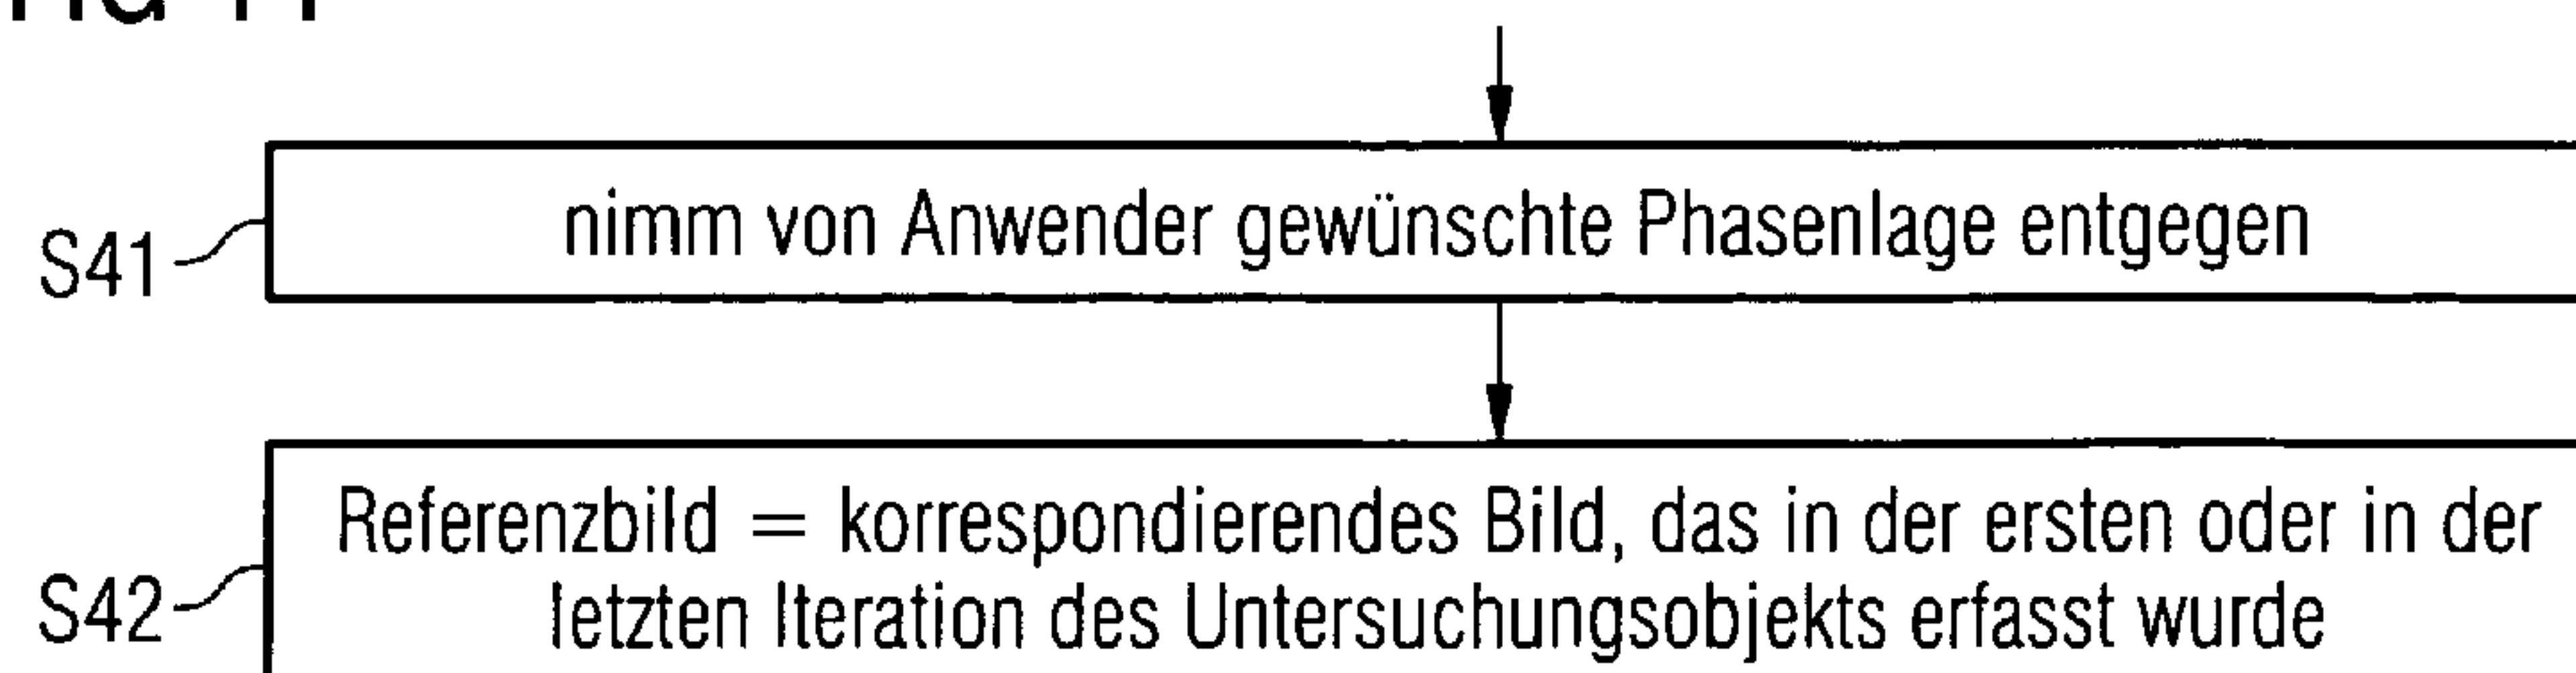 S41
nimm von Anwender gewünschte Phasenlage entgegen
S42
Referenzbild = korrespondierendes Bild, das in der ersten oder in der
letzten Iteration des Untersuchungsobjekts erfasst wurde